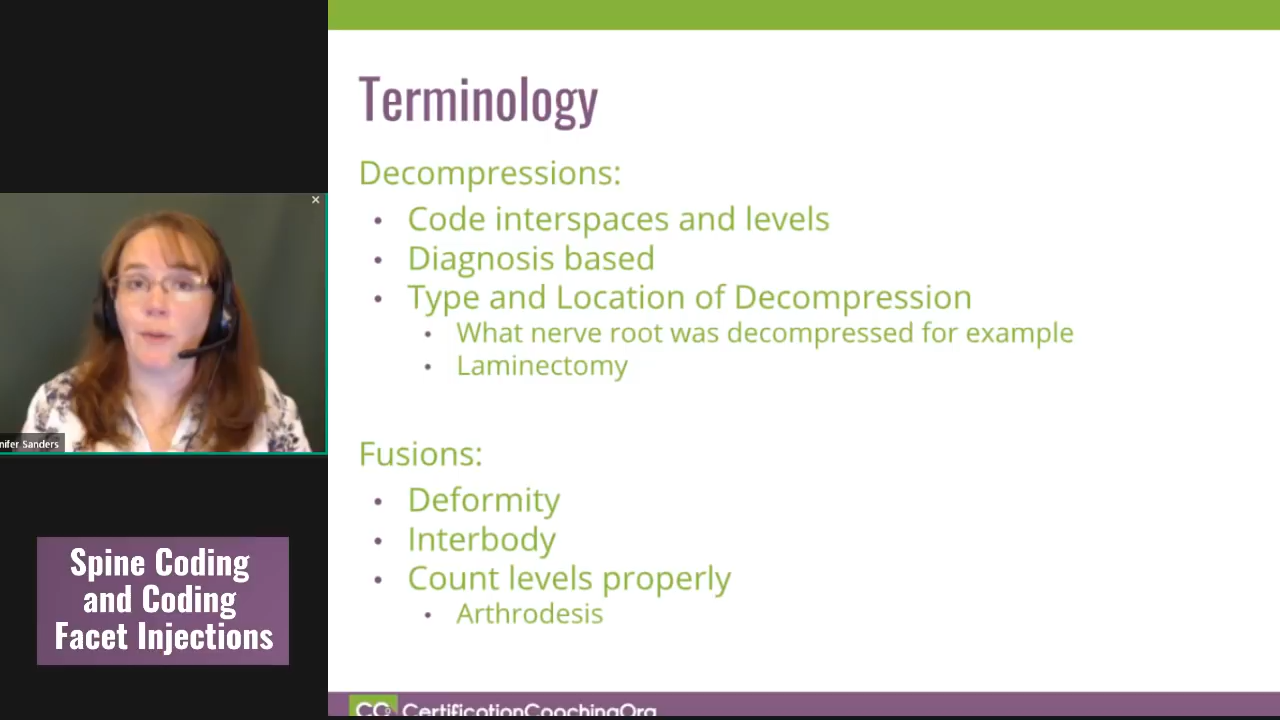 Terminology
Decompressions:
• Code interspaces and levels
• Diagnosis based
• Type and Location of Decompression
• What nerve root was decompressed for example
• Laminectomy
Fusions:
• Deformity
• Interbody
• Count levels properly
• Arthrodesis
nifer Sanders
Spine Coding
and Coding
Facet Injections
CertificationCoachingOrg